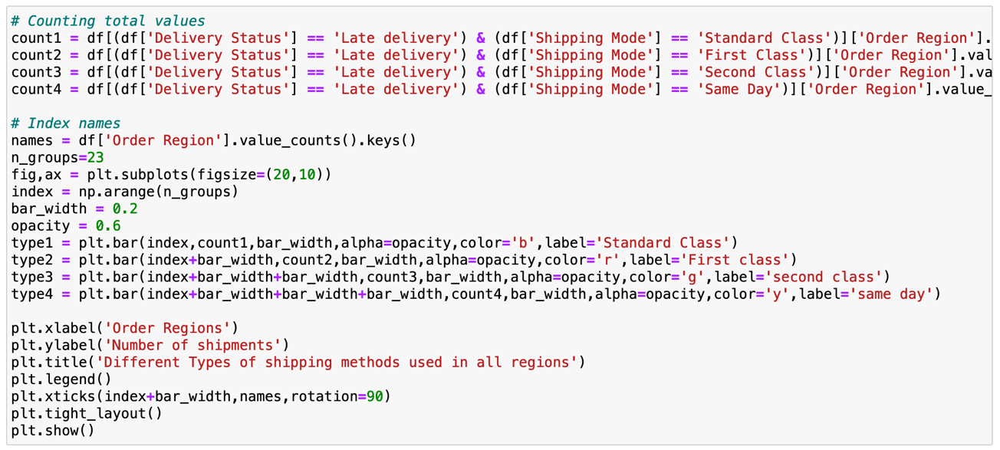 # Counting total values
count1 = df[(df['Delivery Status'] == 'Late delivery') & (df['Shipping Mode'] == 'Standard Class')]['Order Region'].
count2 = df[(df['Delivery Status'] == 'Late delivery') & (df['Shipping Mode'] == 'First Class')]['Order Region'].val
count3 = df[(df['Delivery Status'] == 'Late delivery') & (df['Shipping Mode'] == 'Second Class')]['Order Region'].va
count4 = df[(df['Delivery Status'] == 'Late delivery') & (df['Shipping Mode'] == 'Same Day')]['Order Region'].value_
# Index names
names = df['Order Region'].value_counts().keys()
n_groups=23
fig,ax = plt.subplots(figsize=(20,10))
index = np.arange(n_groups)
bar_width = 0.2
opacity = 0.6
type1 = plt.bar(index,count1,bar_width,alpha=opacity,color='b',label='Standard Class')
type2 = plt.bar(index+bar_width,count2,bar_width,alpha=opacity,color='r',label='First class')
type3 = plt.bar(index+bar_width+bar_width,count3,bar_width,alpha=opacity,color='g',label='second class')
type4 = plt.bar(index+bar_width+bar_width+bar_width,count4,bar_width,alpha=opacity,color='y',label='same day')
plt.xlabel('Order Regions')
plt.ylabel('Number of shipments')
plt.title('Different Types of shipping methods used in all regions')
plt.legend()
plt.xticks(index+bar_width,names,rotation=90)
plt.tight_layout()
plt.show()